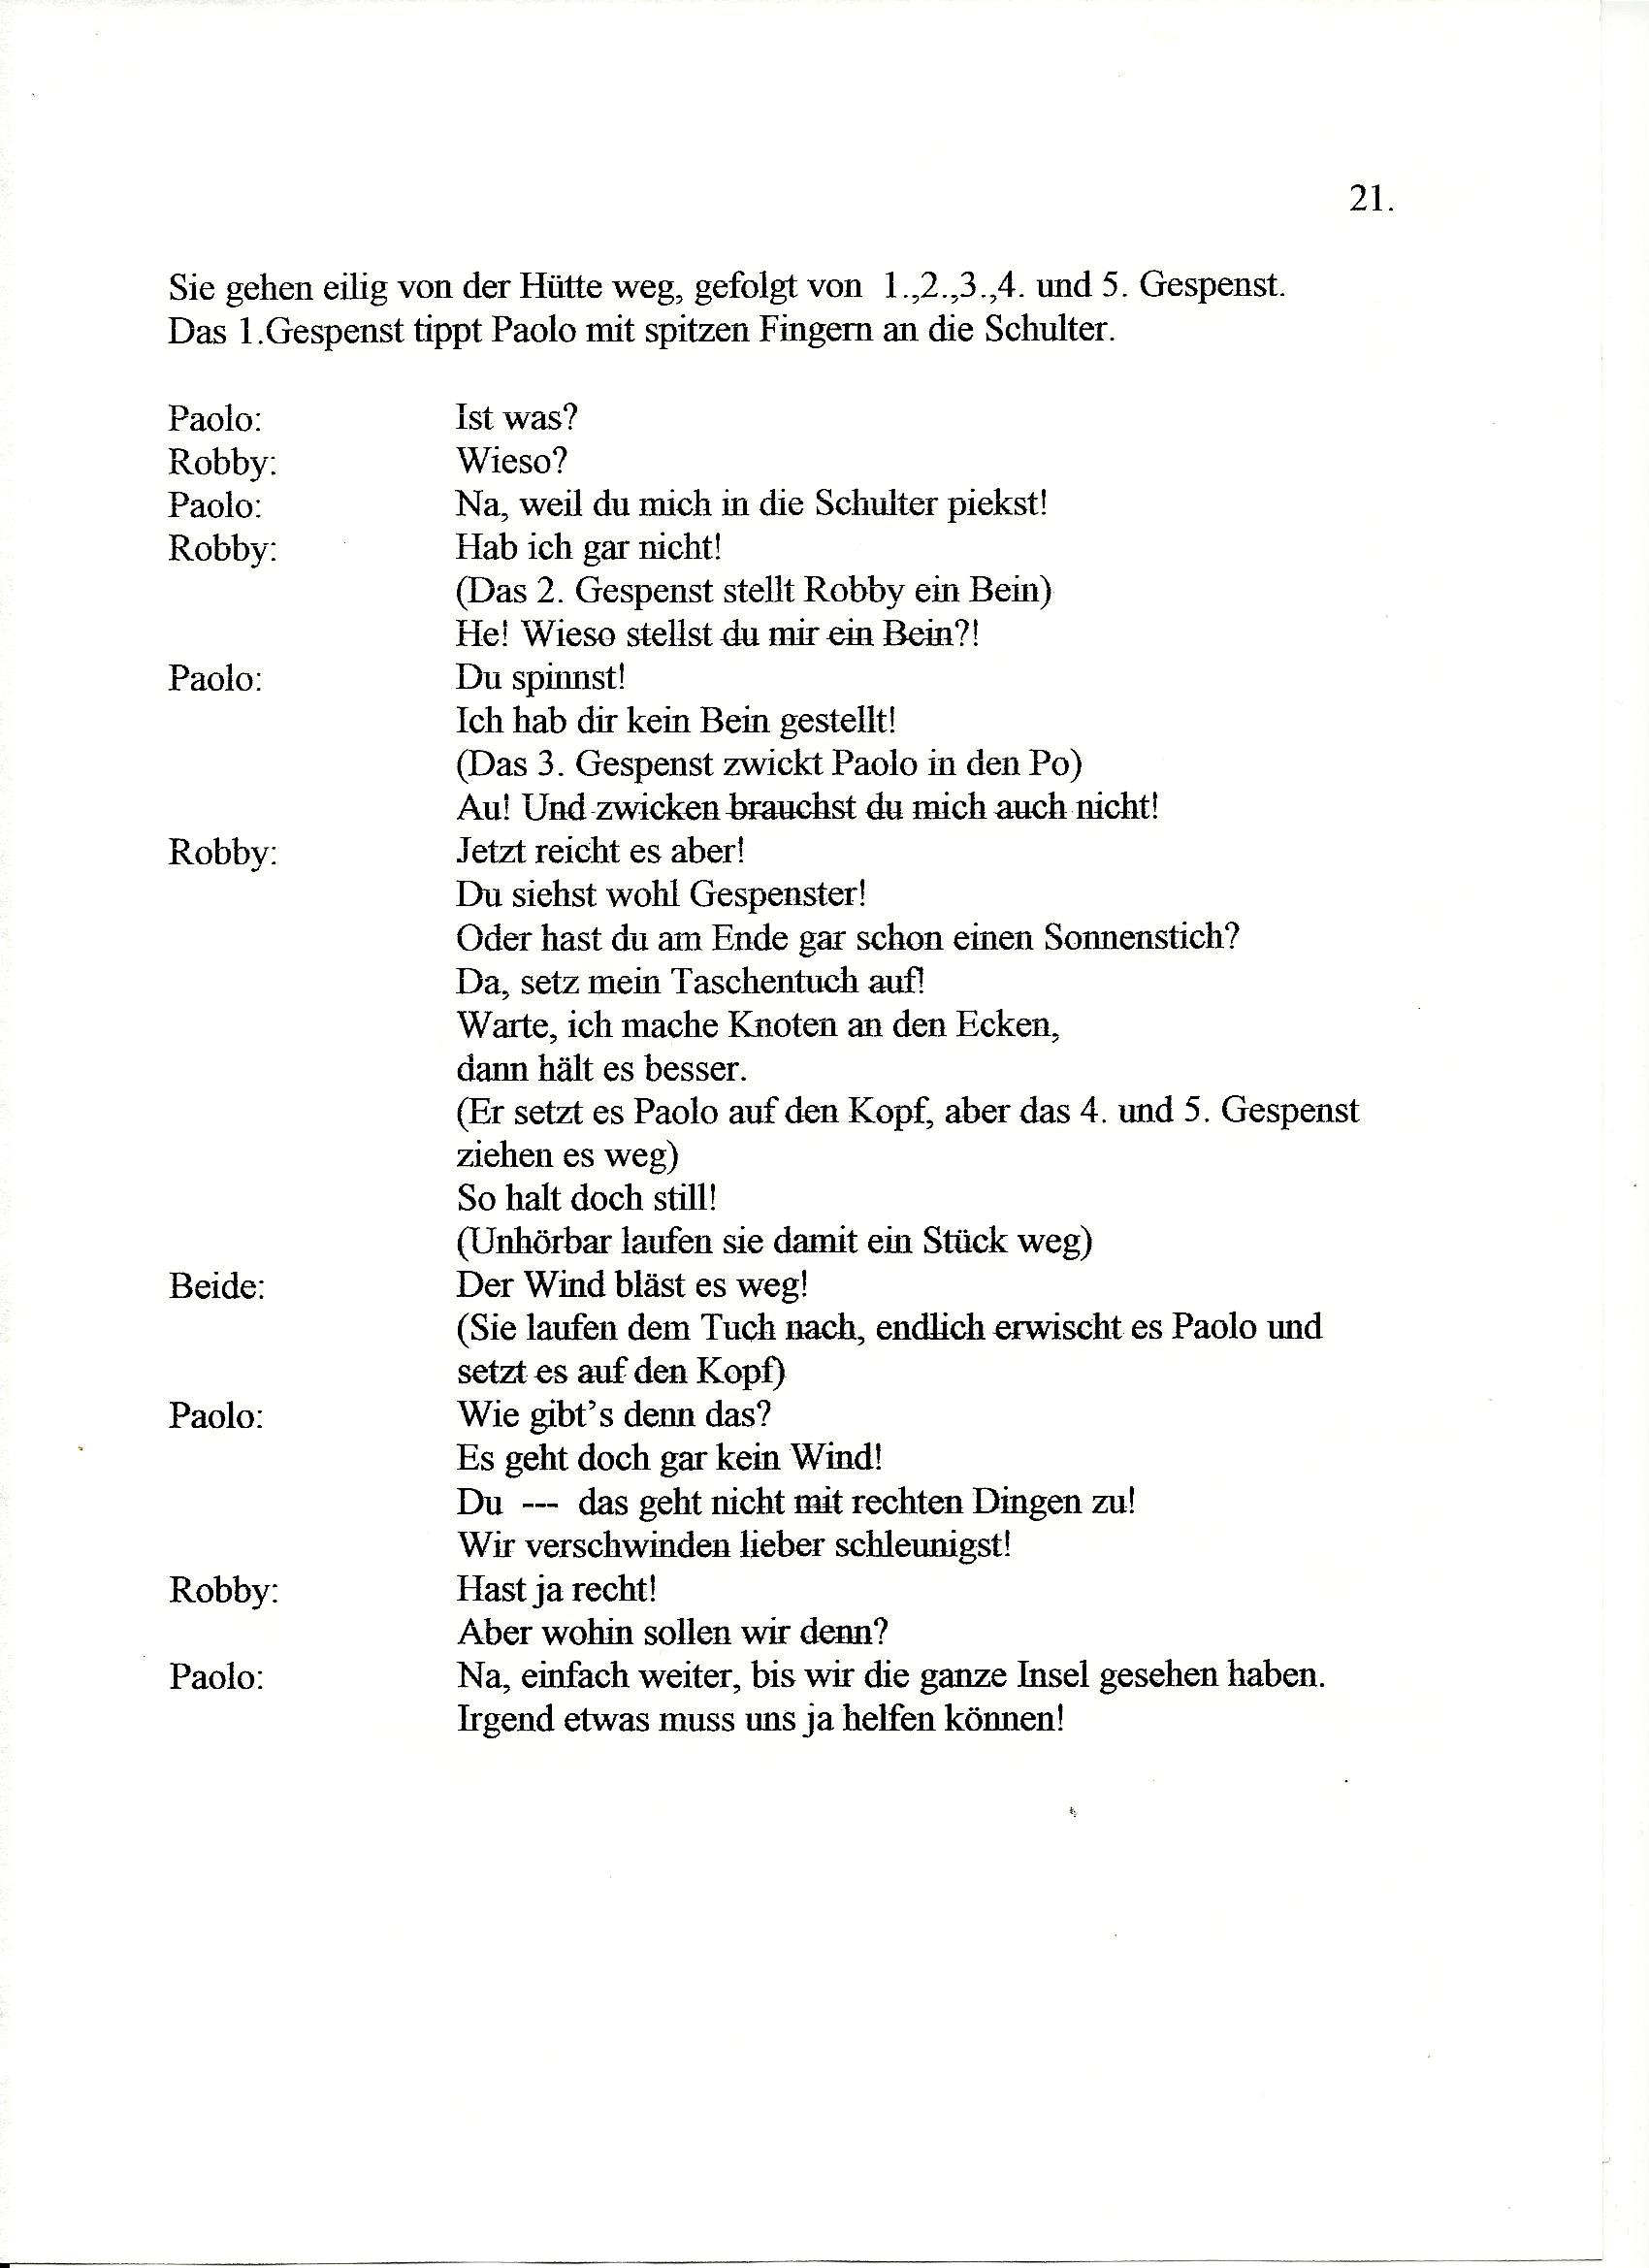 21.
Sie gehen eilig von der Hütte weg, gefolgt von  1.,2.,3.,4. und 5. Gespenst.
Das 1.Gespenst tippt Paolo mit spitzen Fingern an die Schulter.
Paolo: Ist was?
Robby: Wieso?
Paolo: Na, weil du mich in die Schulter piekst!
Robby: Hab ich gar nicht!
(Das 2. Gespenst stellt Robby ein Bein)
He! Wieso stellst du mir ein Bein?!
Paolo: Du spinnst!
Ich hab dir kein Bein gestellt!
(Das 3. Gespenst zwickt Paolo in den Po)
Au! Und zwicken brauchst du mich auch nicht!
Robby: Jetzt reicht es aber!
Du siehst wohl Gespenster!
Oder hast du am Ende gar schon einen Sonnenstich?
Da, setz mein Taschentuch auf!
Warte, ich mache Knoten an den Ecken,
dann hält es besser.
(Er setzt es Paolo auf den Kopf, aber das 4. und 5. Gespenst
ziehen es weg)
So halt doch still!
(Unhörbar laufen sie damit ein Stück weg)
Beide: Der Wind bläst es weg!
(Sie laufen dem Tuch nach, endlich erwischt es Paolo und
setzt es auf den Kopf)
Paolo: Wie gibt's denn das?
Es geht doch gar kein Wind!
Du  ---  das geht nicht mit rechten Dingen zu!
Wir verschwinden lieber schleunigst!
Robby: Hast ja recht!
Aber wohin sollen wir denn?
Paolo: Na, einfach weiter, bis wir die ganze Insel gesehen haben.
Irgend etwas muss uns ja helfen können!